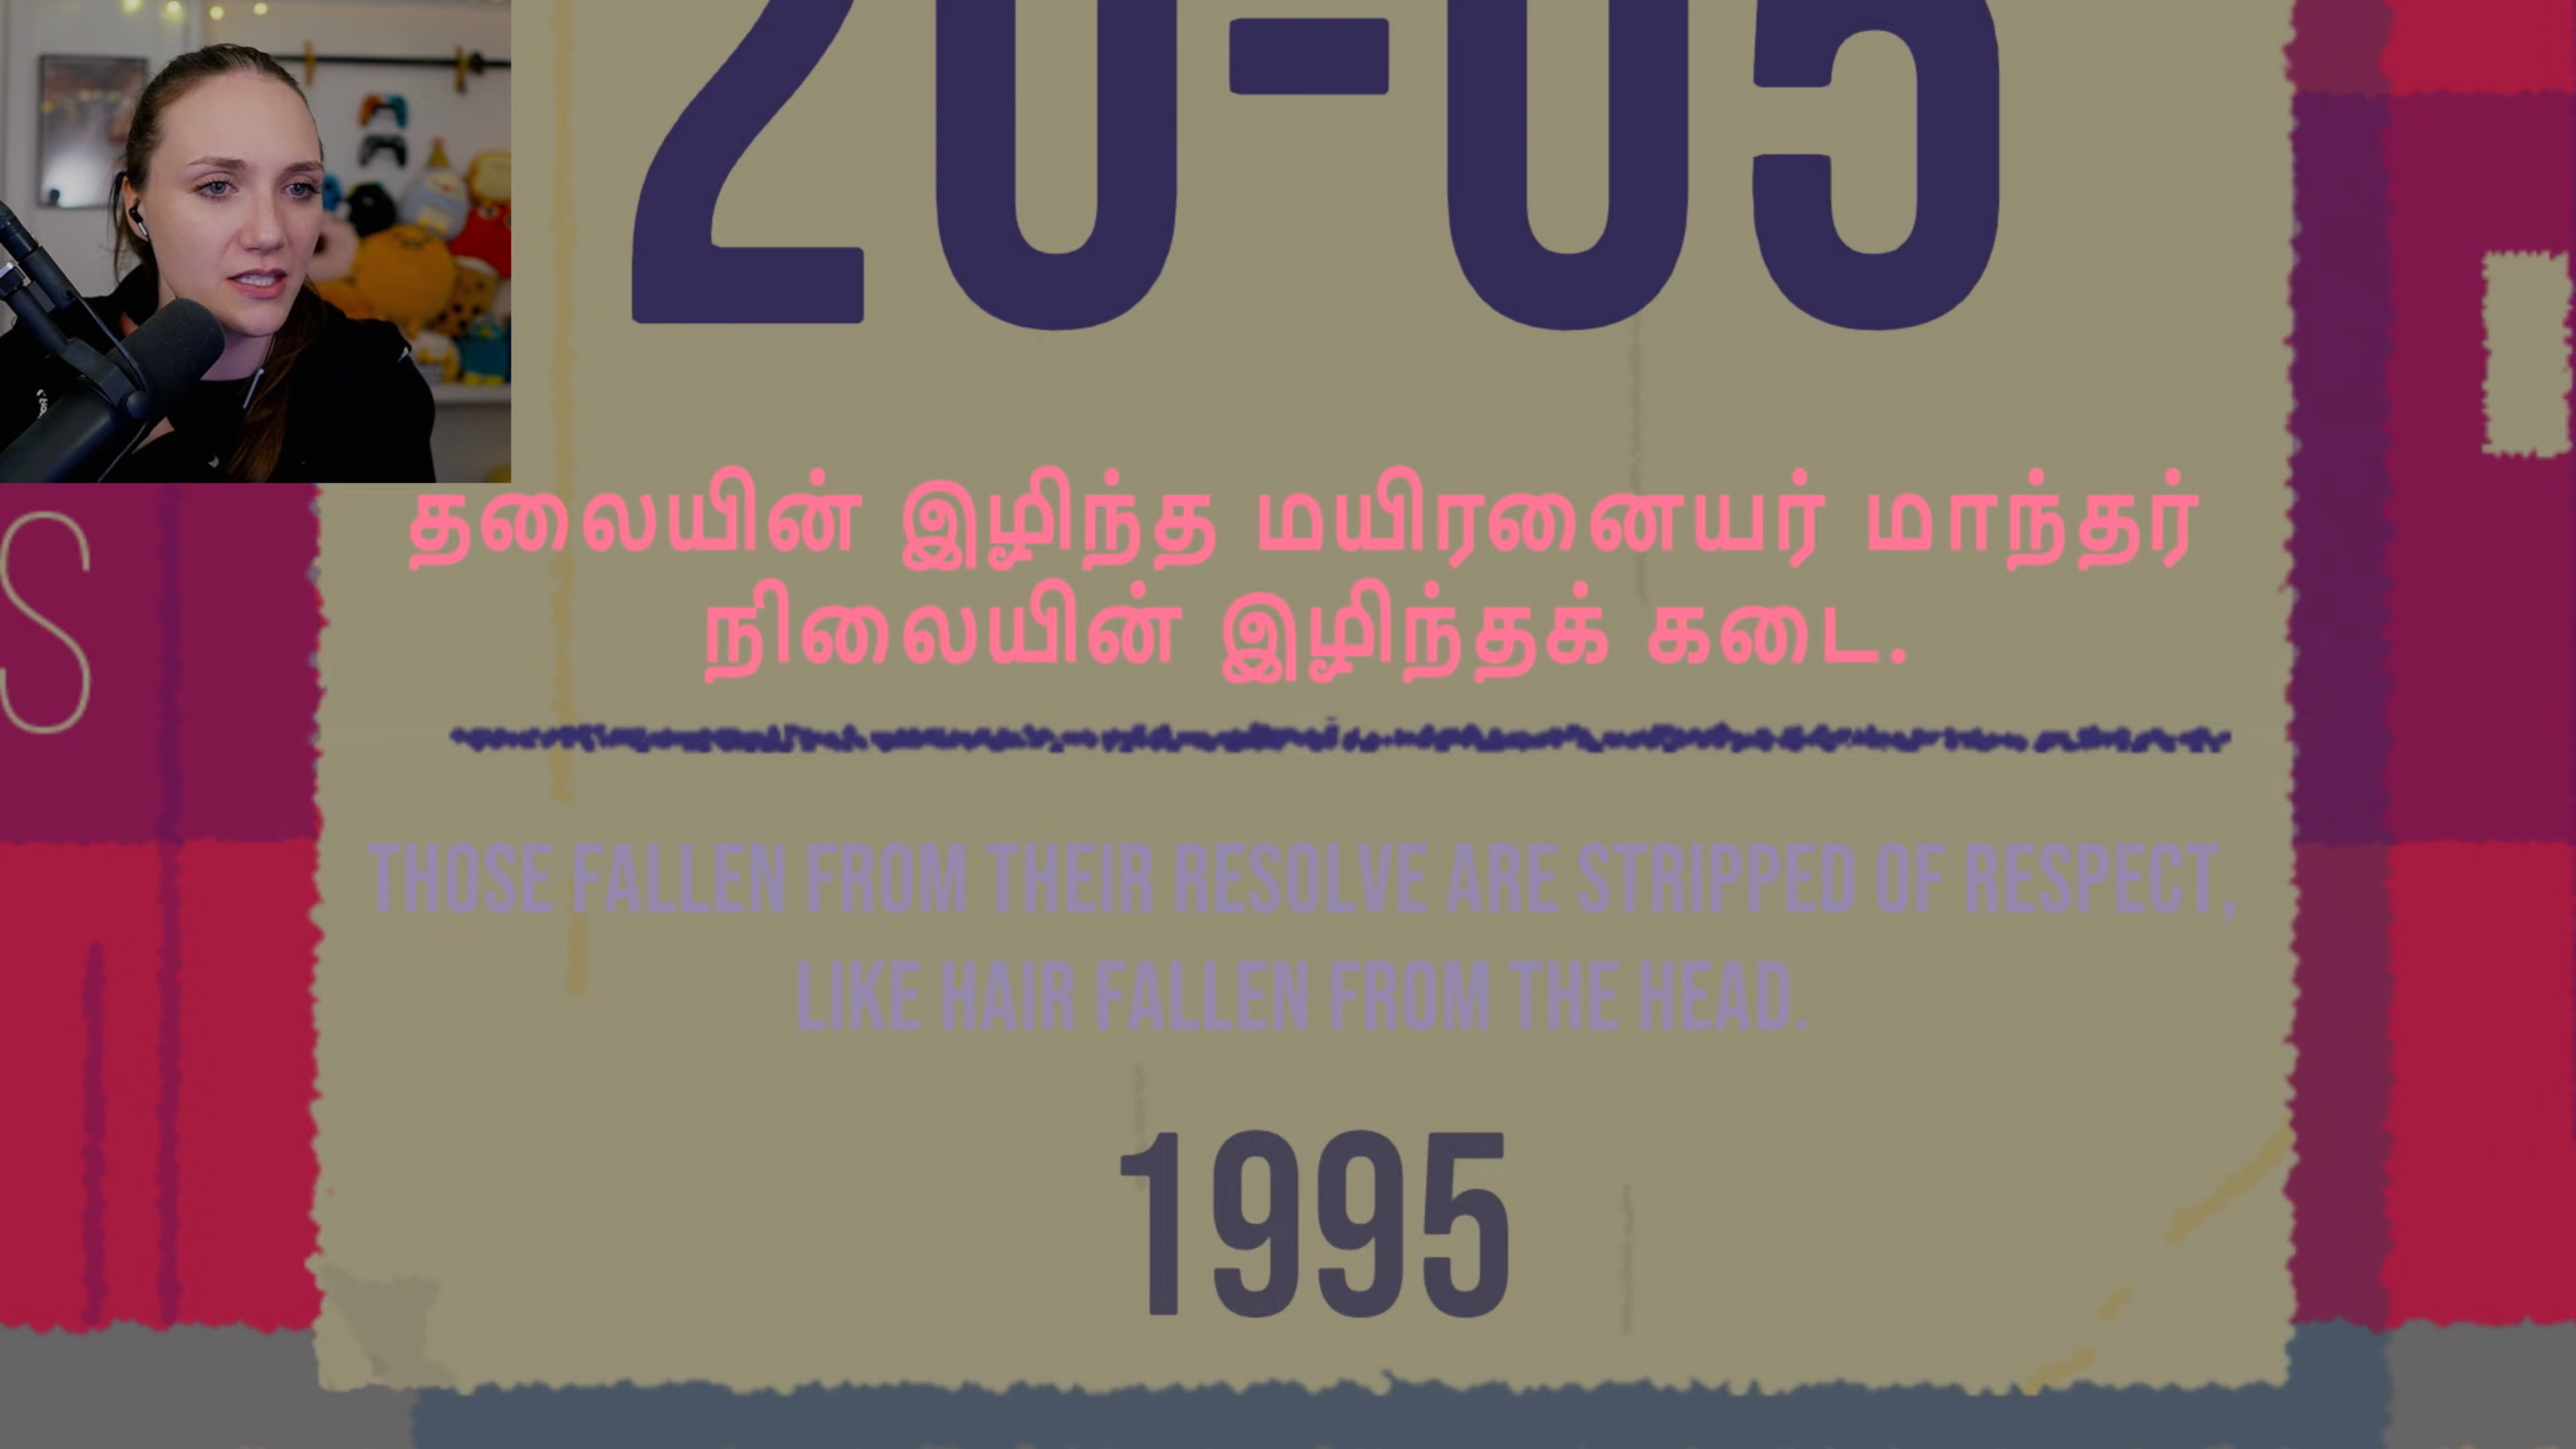 20-05
S
தலையின் இழிந்த மயிரனையர் மாந்தர்
நிலையின் இழிந்தக் கடை.
THOSE FALLEN FROM THEIR RESOLVE ARE STRIPPED OF RESPECT,
LIKE HAIR FALLEN FROM THE HEAD.
1995